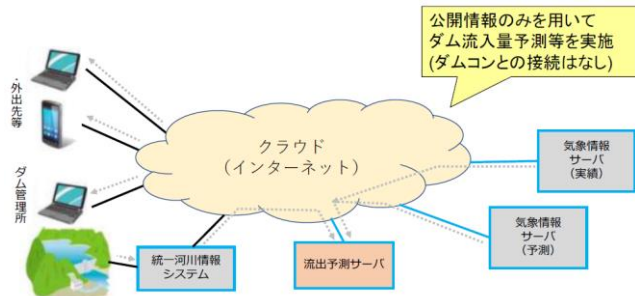 公開情報のみを用いて
ダム流入量予測等を実施
(ダムコンとの接続はなし)
・外出先等
ダム管理所
クラウド
(インターネット)
気象情報
サーバ
(実績)
気象情報
サーバ
(予測)
統一河川情報
システム
流出予測サーバ